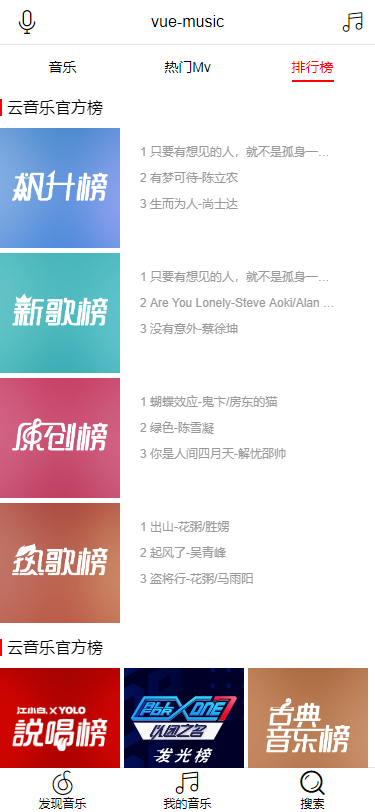 vue-music
音乐
热门Mv
排行榜
云音乐官方榜
飙升榜
1 只要有想见的人，就不是孤身一…
2 有梦可待-陈立农
3 生而为人-尚士达
新歌榜
1 只要有想见的人，就不是孤身一…
2 Are You Lonely-Steve Aoki/Alan …
3 没有意外-蔡徐坤
原创榜
1 蝴蝶效应-鬼卞/房东的猫
2 绿色-陈雪凝
3 你是人间四月天-解忧邵帅
热歌榜
1 出山-花粥/胜娚
2 起风了-吴青峰
3 盗将行-花粥/马雨阳
云音乐官方榜
江小白 X YOLO
説唱榜
以团之名
发光榜
古典
音乐榜
发现音乐
我的音乐
搜索